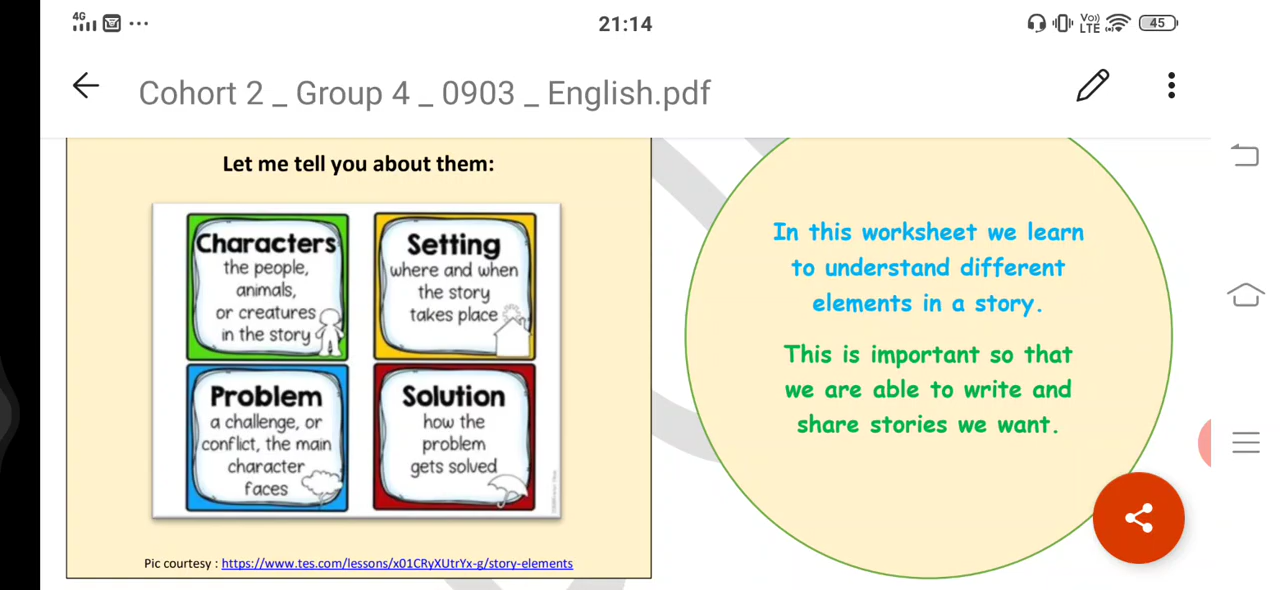 4G
21:14
Vo))
LTE
45
Cohort 2 _ Group 4 _ 0903 _ English.pdf
Let me tell you about them:
Characters
the people,
animals,
or creatures
in the story
Setting
where and when
the story
takes place
Problem
a challenge, or
conflict, the main
character
faces
Solution
how the
problem
gets solved
Pic courtesy : https://www.tes.com/lessons/x01CRyXUtrYx-g/story-elements
In this worksheet we learn
to understand different
elements in a story.
This is important so that
we are able to write and
share stories we want.